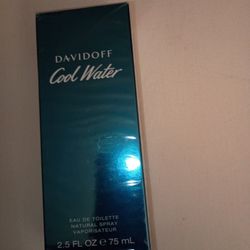 DAVIDOFF
Cool Water
EAU DE TOILETTE
NATURAL SPRAY
VAPORISATEUR
2.5 FL OZ e 75 mL